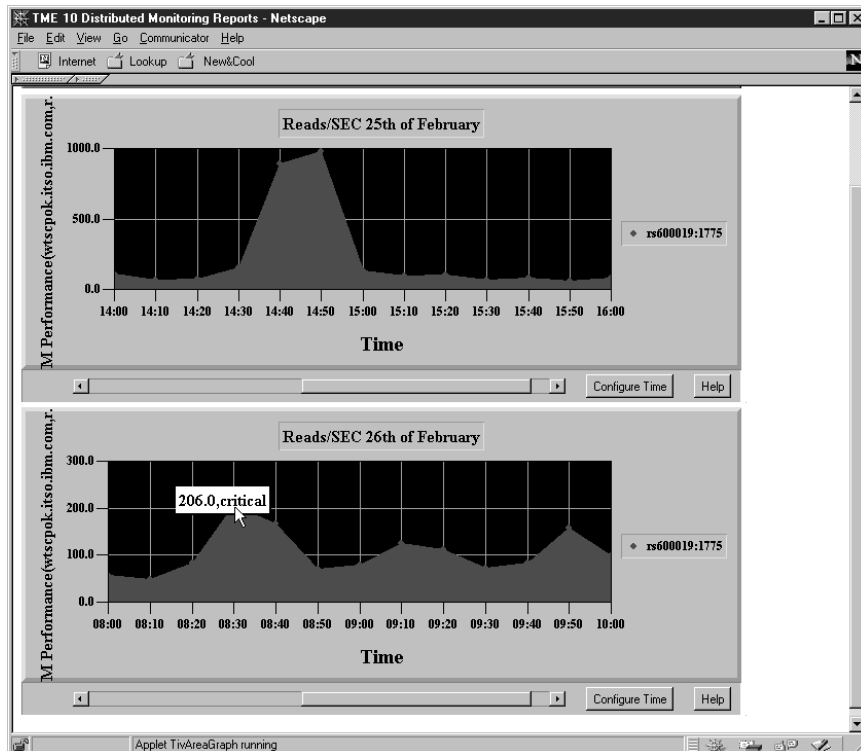 TME 10 Distributed Monitoring Reports - Netscape
File Edit View Go Communicator Help
Internet Lookup New&Cool
N
Reads/SEC 25th of February
M Performance(wtscpok.itso.ibm.com,r.
1000.0
500.0
0.0
14:00 14:10 14:20 14:30 14:40 14:50 15:00 15:10 15:20 15:30 15:40 15:50 16:00
Time
rs600019:1775
Configure Time Help
Reads/SEC 26th of February
M Performance(wtscpok.itso.ibm.com,r.
300.0
200.0
100.0
0.0
206.0,critical
08:00 08:10 08:20 08:30 08:40 08:50 09:00 09:10 09:20 09:30 09:40 09:50 10:00
Time
rs600019:1775
Configure Time Help
Applet TivAreaGraph running